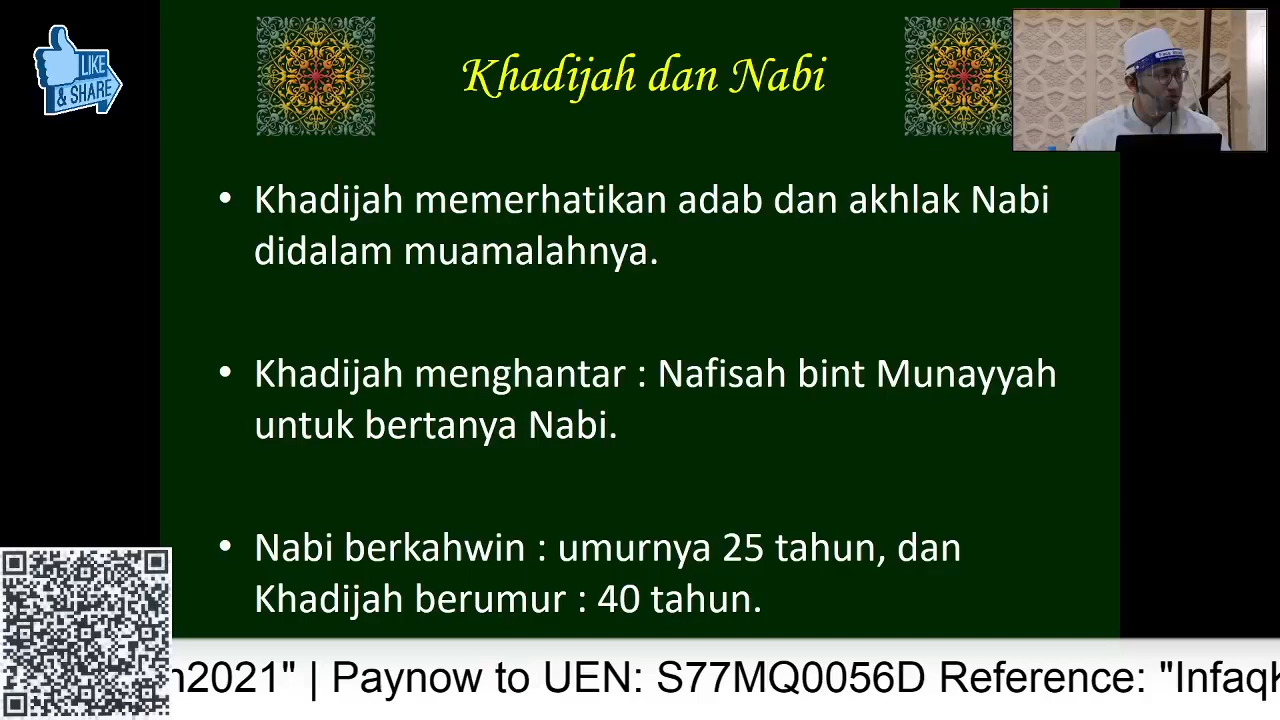 LIKE
& SHARE
Khadijah dan Nabi
• Khadijah memerhatikan adab dan akhlak Nabi
didalam muamalahnya.
• Khadijah menghantar : Nafisah bint Munayyah
untuk bertanya Nabi.
• Nabi berkahwin : umurnya 25 tahun, dan
Khadijah berumur : 40 tahun.
n2021" | Paynow to UEN: S77MQ0056D Reference: "InfaqK